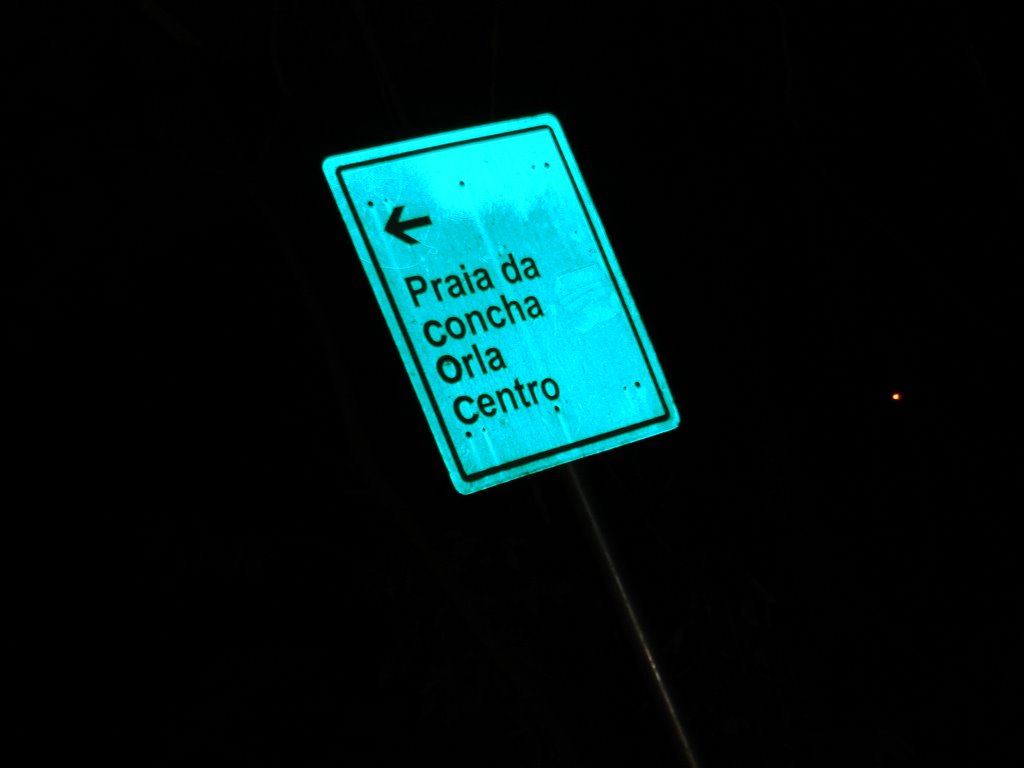 Praia da
Concha
Orla
Centro